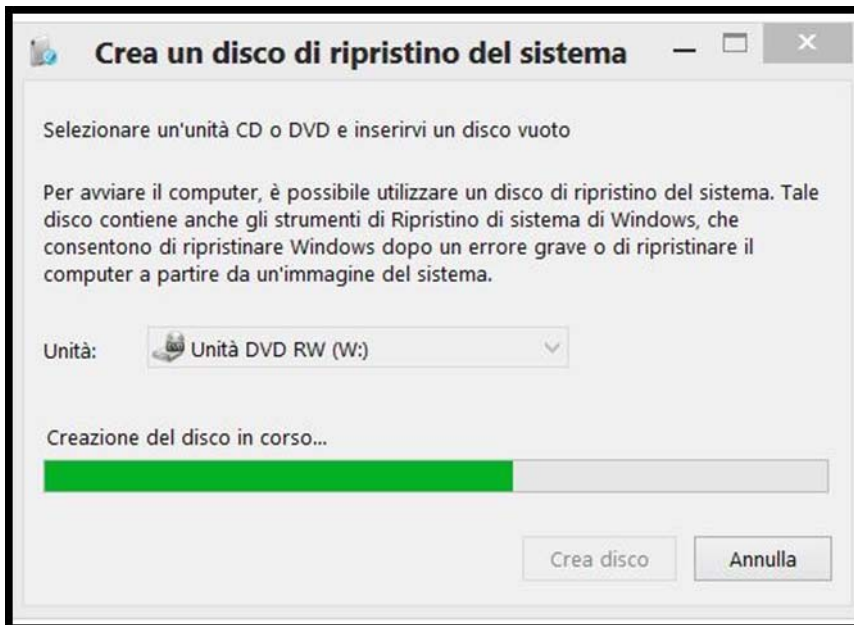 Crea un disco di ripristino del sistema
Selezionare un'unità CD o DVD e inserirvi un disco vuoto
Per avviare il computer, è possibile utilizzare un disco di ripristino del sistema. Tale
disco contiene anche gli strumenti di Ripristino di sistema di Windows, che
consentono di ripristinare Windows dopo un errore grave o di ripristinare il
computer a partire da un'immagine del sistema.
Unità: Unità DVD RW (W:)
Creazione del disco in corso...
Crea disco Annulla